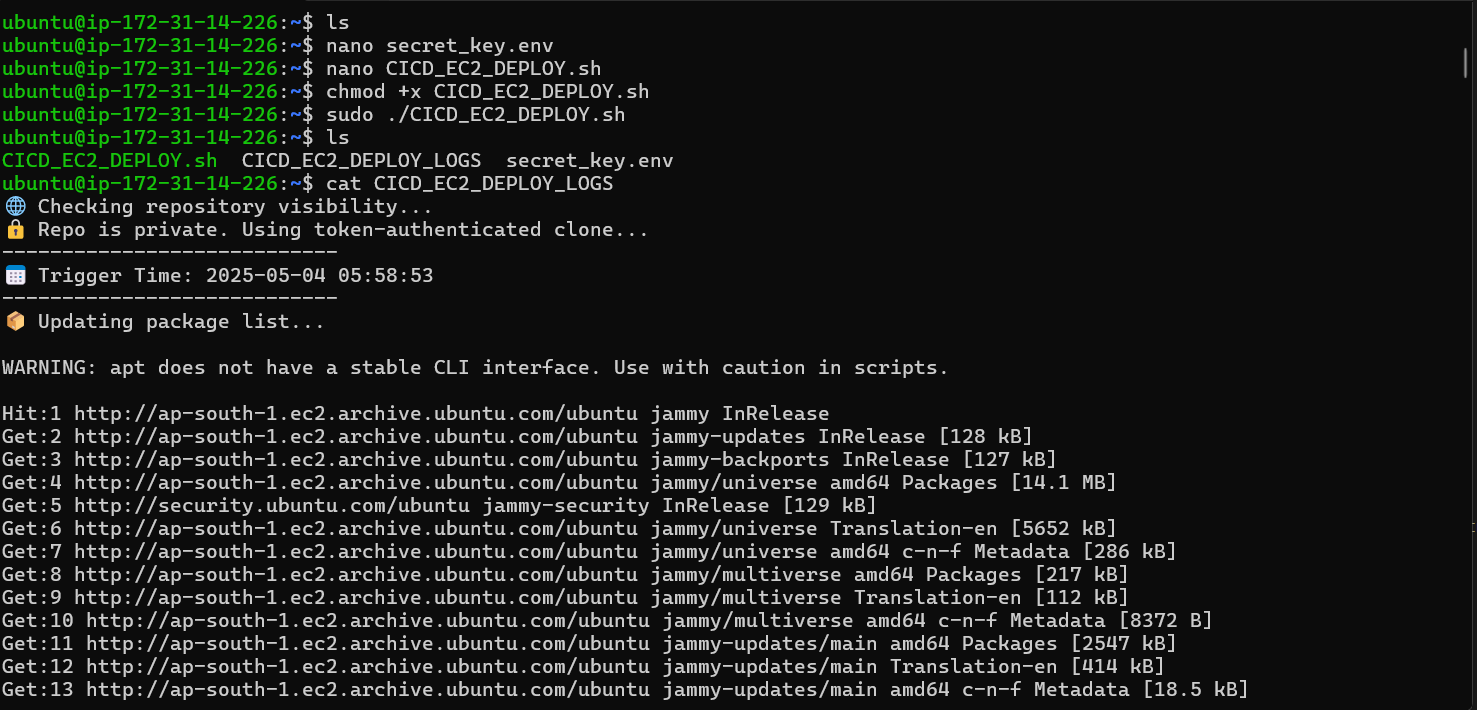 ubuntu@ip-172-31-14-226:~$ ls
ubuntu@ip-172-31-14-226:~$ nano secret_key.env
ubuntu@ip-172-31-14-226:~$ nano CICD_EC2_DEPLOY.sh
ubuntu@ip-172-31-14-226:~$ chmod +x CICD_EC2_DEPLOY.sh
ubuntu@ip-172-31-14-226:~$ sudo ./CICD_EC2_DEPLOY.sh
ubuntu@ip-172-31-14-226:~$ ls
CICD_EC2_DEPLOY.sh  CICD_EC2_DEPLOY_LOGS  secret_key.env
ubuntu@ip-172-31-14-226:~$ cat CICD_EC2_DEPLOY_LOGS
🌐 Checking repository visibility...
🔒 Repo is private. Using token-authenticated clone...
----------------------------
📅 Trigger Time: 2025-05-04 05:58:53
----------------------------
📦 Updating package list...
WARNING: apt does not have a stable CLI interface. Use with caution in scripts.
Hit:1 http://ap-south-1.ec2.archive.ubuntu.com/ubuntu jammy InRelease
Get:2 http://ap-south-1.ec2.archive.ubuntu.com/ubuntu jammy-updates InRelease [128 kB]
Get:3 http://ap-south-1.ec2.archive.ubuntu.com/ubuntu jammy-backports InRelease [127 kB]
Get:4 http://ap-south-1.ec2.archive.ubuntu.com/ubuntu jammy/universe amd64 Packages [14.1 MB]
Get:5 http://security.ubuntu.com/ubuntu jammy-security InRelease [129 kB]
Get:6 http://ap-south-1.ec2.archive.ubuntu.com/ubuntu jammy/universe Translation-en [5652 kB]
Get:7 http://ap-south-1.ec2.archive.ubuntu.com/ubuntu jammy/universe amd64 c-n-f Metadata [286 kB]
Get:8 http://ap-south-1.ec2.archive.ubuntu.com/ubuntu jammy/multiverse amd64 Packages [217 kB]
Get:9 http://ap-south-1.ec2.archive.ubuntu.com/ubuntu jammy/multiverse Translation-en [112 kB]
Get:10 http://ap-south-1.ec2.archive.ubuntu.com/ubuntu jammy/multiverse amd64 c-n-f Metadata [8372 B]
Get:11 http://ap-south-1.ec2.archive.ubuntu.com/ubuntu jammy-updates/main amd64 Packages [2547 kB]
Get:12 http://ap-south-1.ec2.archive.ubuntu.com/ubuntu jammy-updates/main Translation-en [414 kB]
Get:13 http://ap-south-1.ec2.archive.ubuntu.com/ubuntu jammy-updates/main amd64 c-n-f Metadata [18.5 kB]